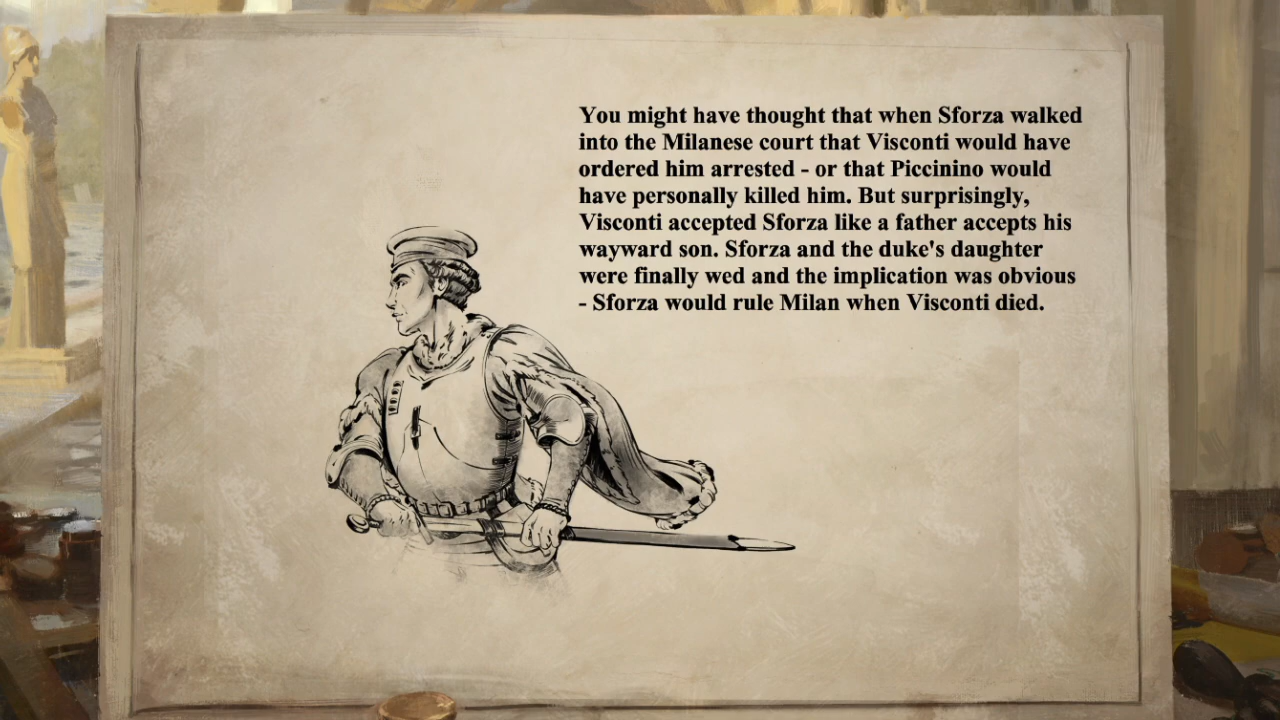 You might have thought that when Sforza walked
into the Milanese court that Visconti would have
ordered him arrested - or that Piccinino would
have personally killed him. But surprisingly,
Visconti accepted Sforza like a father accepts his
wayward son. Sforza and the duke's daughter
were finally wed and the implication was obvious
- Sforza would rule Milan when Visconti died.